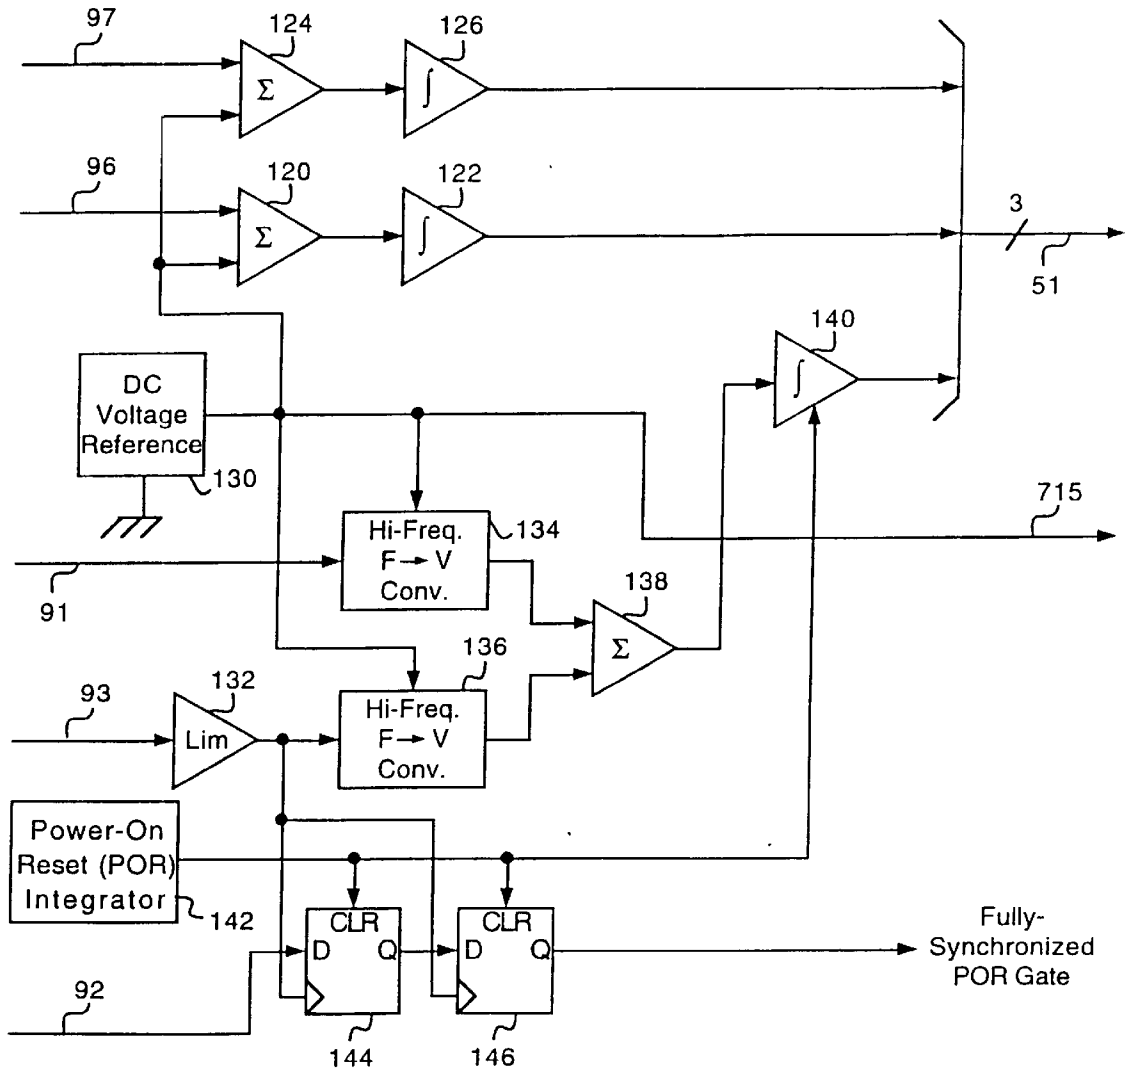 97
124
126
Σ
∫
96
120
122
Σ
∫
3
51
140
∫
DC
Voltage
Reference
130
715
Hi-Freq.
F→V
Conv.
134
91
138
Σ
136
93
132
Lim
Hi-Freq.
F→V
Conv.
Power-On
Reset (POR)
Integrator
142
CLR
D Q
CLR
D Q
Fully-
Synchronized
POR Gate
92
144
146